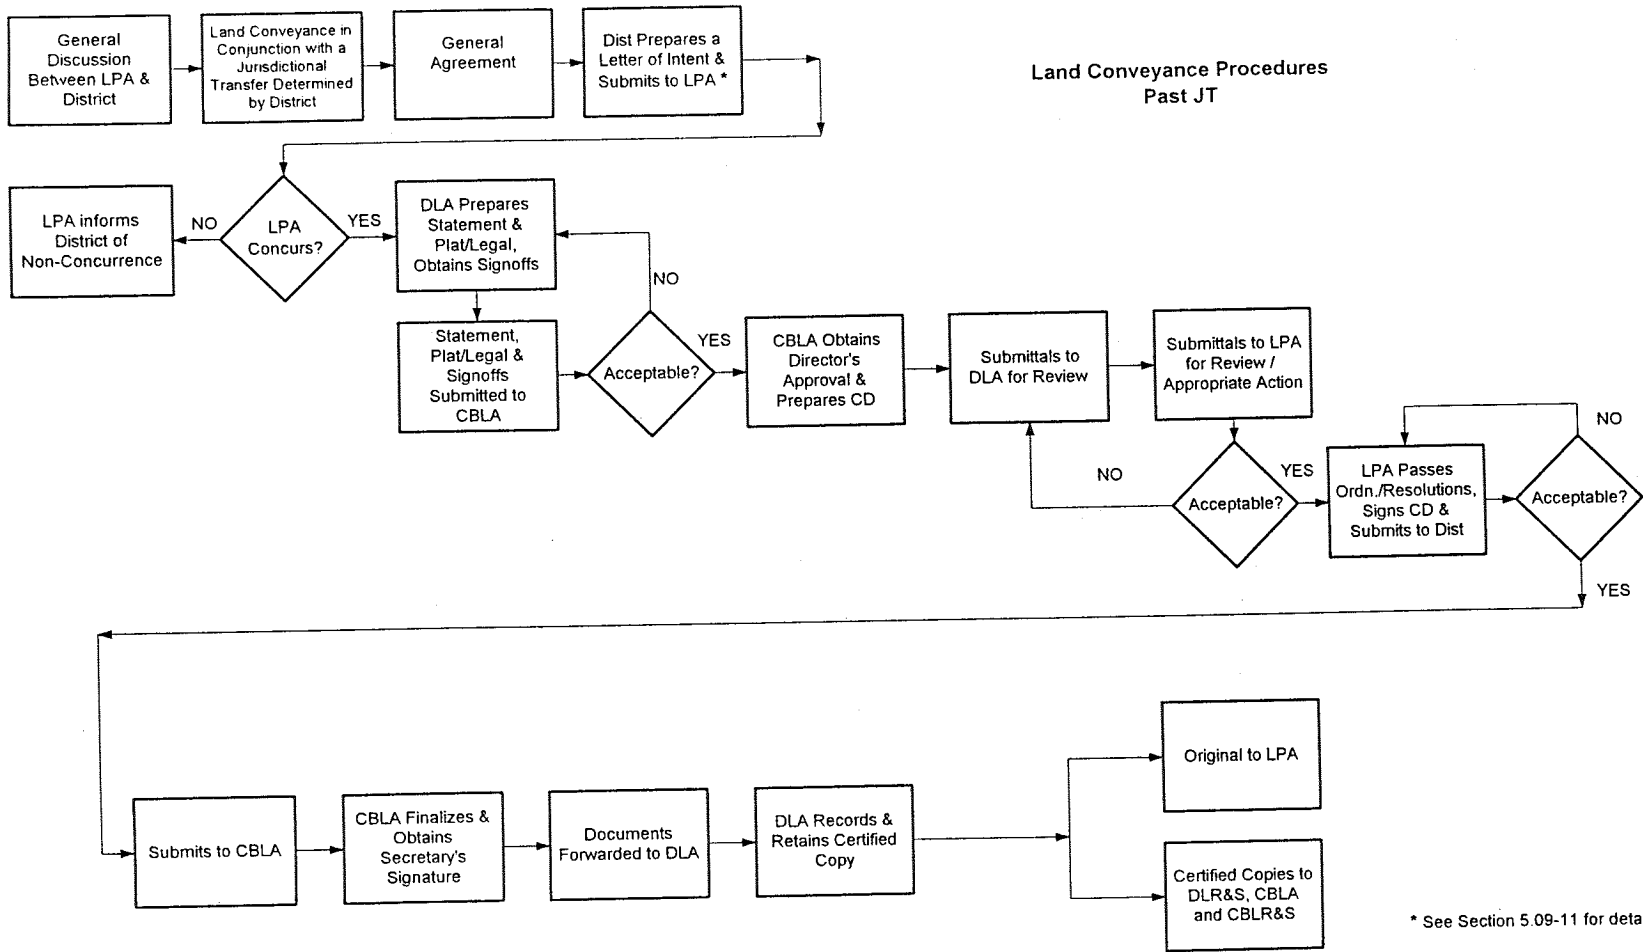 General
Discussion
Between LPA &
District
Land Conveyance in
Conjunction with a
Jurisdictional
Transfer Determined
by District
General
Agreement
Dist Prepares a
Letter of Intent &
Submits to LPA *
Land Conveyance Procedures
Past JT
LPA informs
District of
Non-Concurrence
NO
LPA
Concurs?
YES
DLA Prepares
Statement &
Plat/Legal,
Obtains Signoffs
NO
Statement,
Plat/Legal &
Signoffs
Submitted to
CBLA
Acceptable?
YES
CBLA Obtains
Director's
Approval &
Prepares CD
Submittals to
DLA for Review
Submittals to LPA
for Review /
Appropriate Action
NO
Acceptable?
YES
LPA Passes
Ordn./Resolutions,
Signs CD &
Submits to Dist
NO
Acceptable?
YES
Submits to CBLA
CBLA Finalizes &
Obtains
Secretary's
Signature
Documents
Forwarded to DLA
DLA Records &
Retains Certified
Copy
Original to LPA
Certified Copies to
DLR&S, CBLA
and CBLR&S
* See Section 5.09-11 for deta